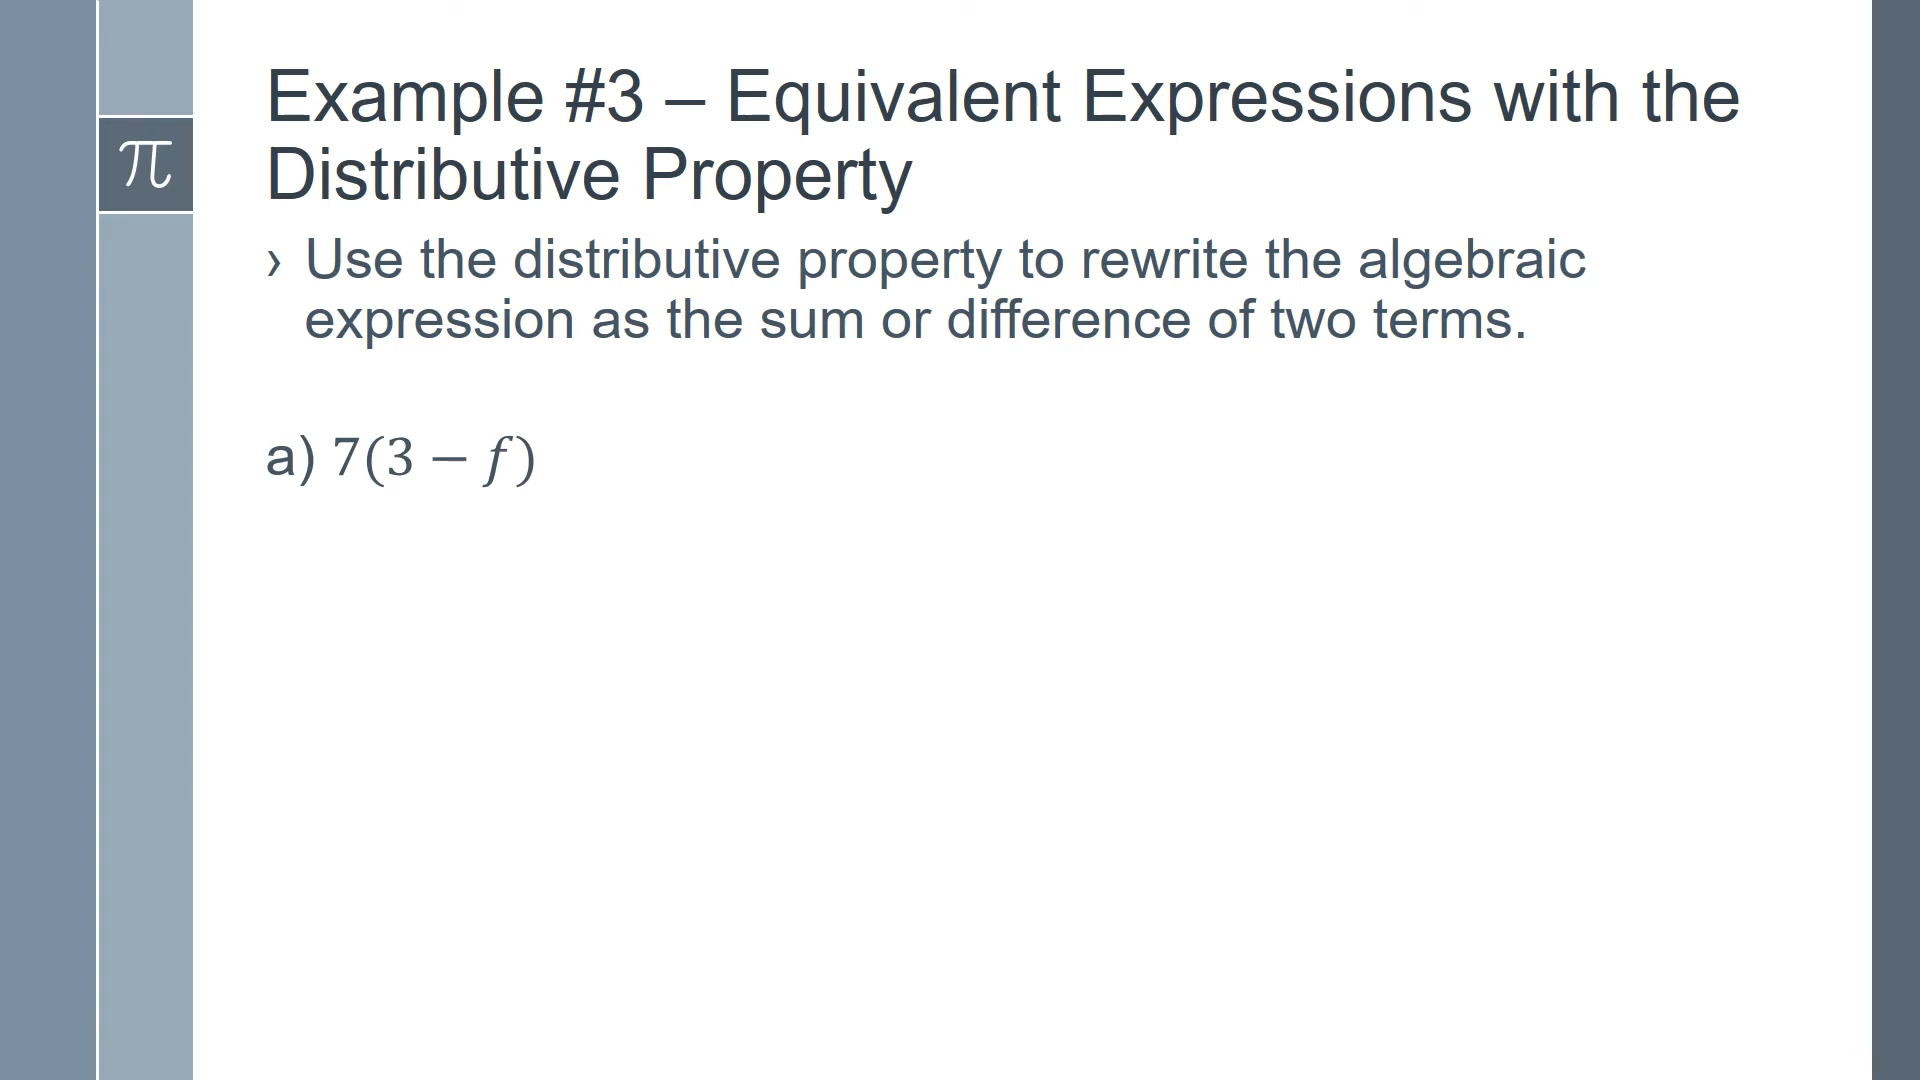 Example #3 – Equivalent Expressions with the
Distributive Property
π
› Use the distributive property to rewrite the algebraic
expression as the sum or difference of two terms.
a) 7(3 − f)